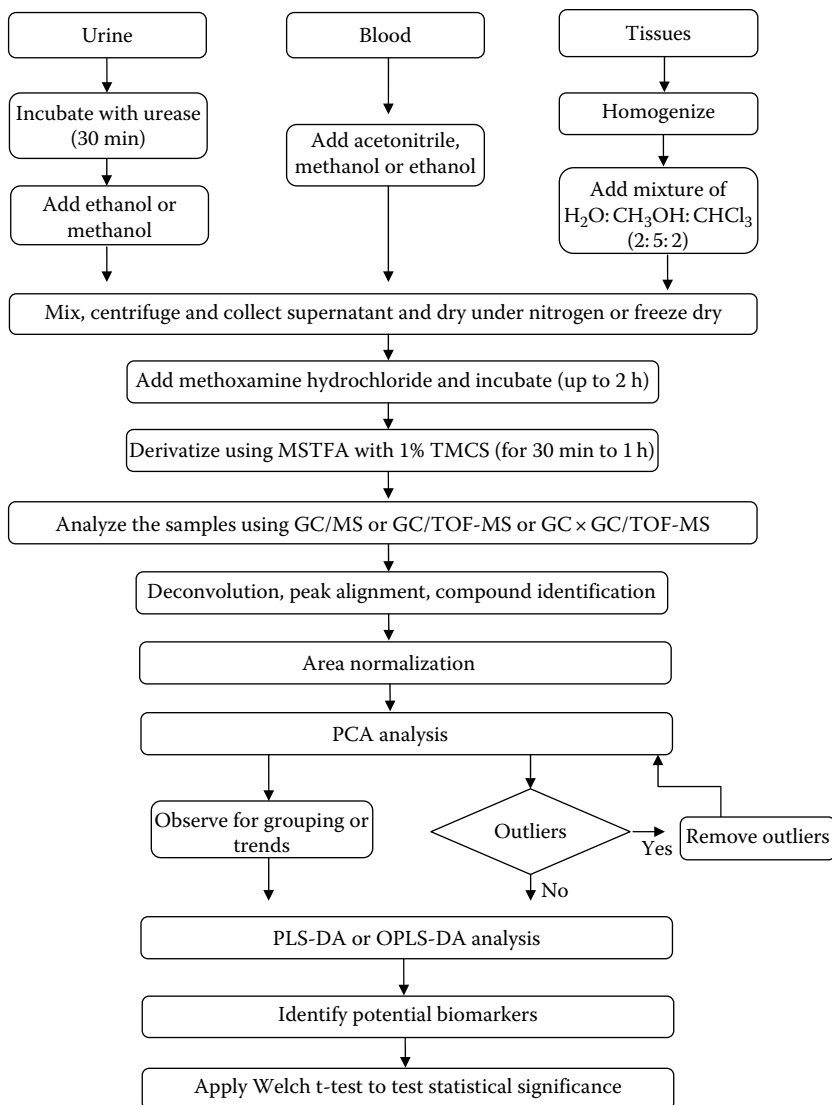 Urine
Blood
Tissues
Incubate with urease
(30 min)
Add acetonitrile,
methanol or ethanol
Homogenize
Add ethanol or
methanol
Add mixture of
H₂O: CH₃OH: CHCl₃
(2: 5: 2)
Mix, centrifuge and collect supernatant and dry under nitrogen or freeze dry
Add methoxamine hydrochloride and incubate (up to 2 h)
Derivatize using MSTFA with 1% TMCS (for 30 min to 1 h)
Analyze the samples using GC/MS or GC/TOF-MS or GC × GC/TOF-MS
Deconvolution, peak alignment, compound identification
Area normalization
PCA analysis
Observe for grouping or
trends
Outliers
Yes
Remove outliers
No
PLS-DA or OPLS-DA analysis
Identify potential biomarkers
Apply Welch t-test to test statistical significance